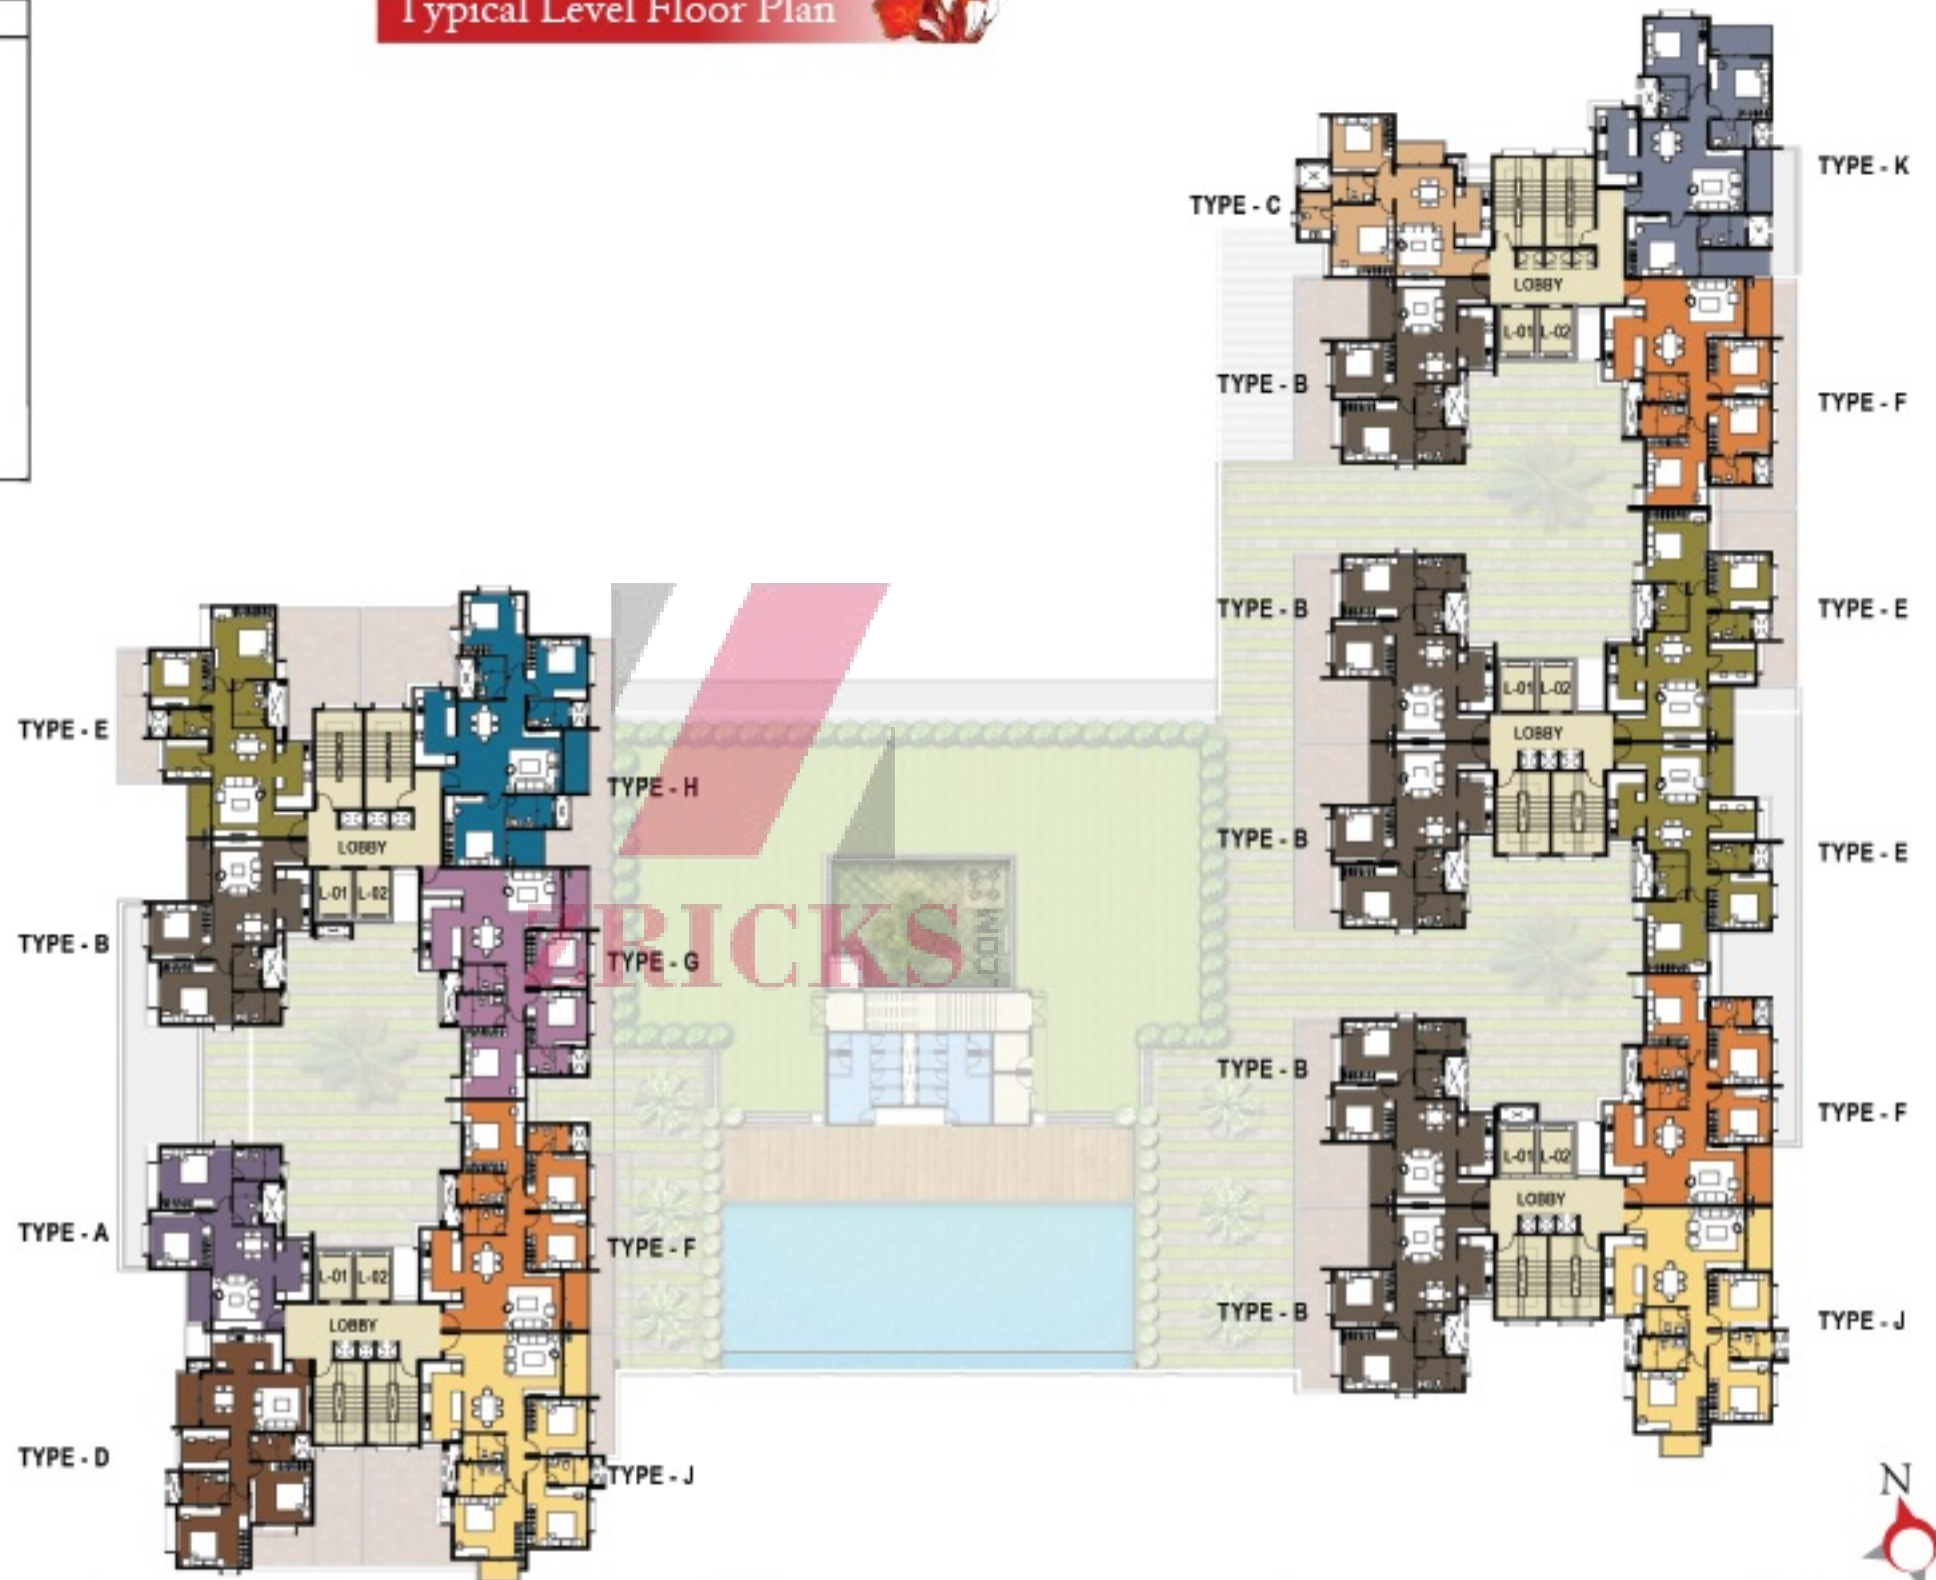 Typical Level Floor Plan
TYPE - K
TYPE - C
LOBBY
L-01 L-02
TYPE - B
TYPE - F
TYPE - B
TYPE - E
L-01 L-02
LOBBY
TYPE - B
TYPE - E
TYPE - B
TYPE - F
L-01 L-02
LOBBY
TYPE - B
TYPE - J
TYPE - E
TYPE - H
LOBBY
L-01 L-02
TYPE - B
TYPE - G
ZRICKS
.COM
TYPE - A
TYPE - F
L-01 L-02
LOBBY
TYPE - D
TYPE - J
N